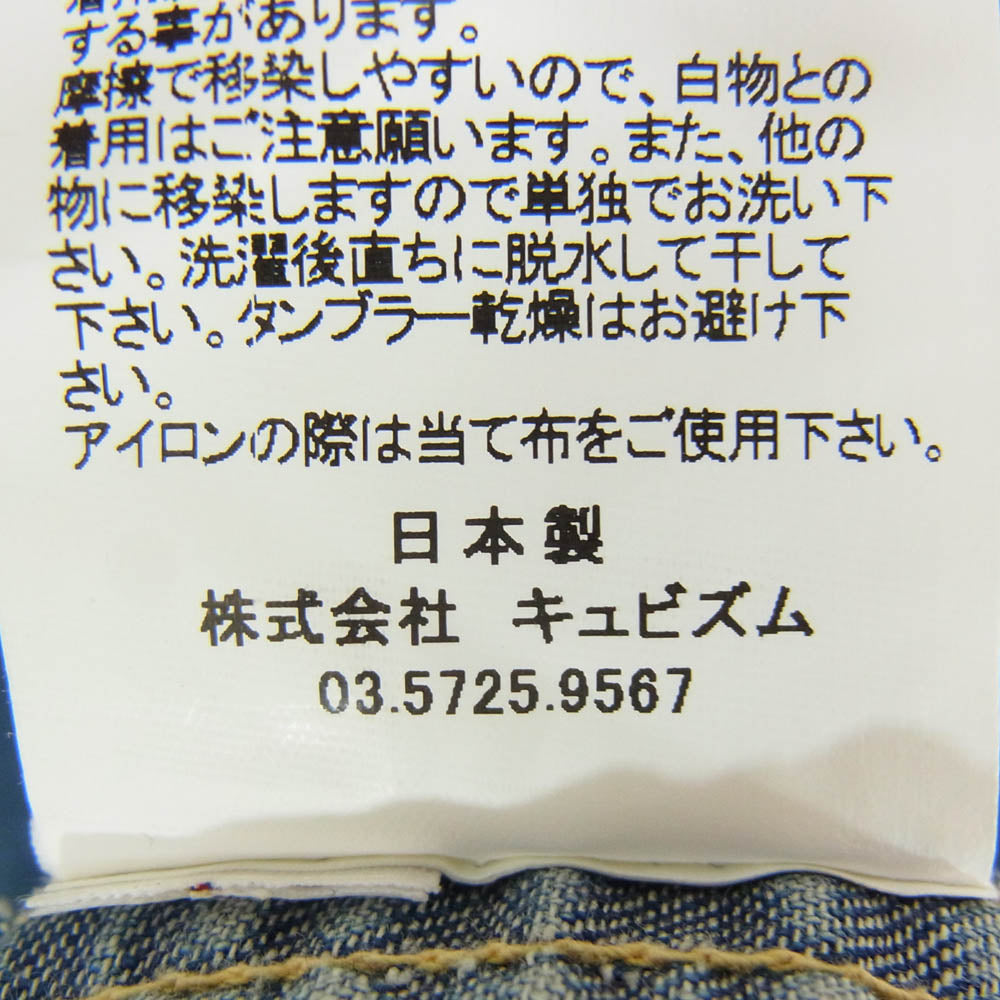 する事があります。
摩擦で移染しやすいので、白物との
着用はご注意願います。また、他の
物に移染しますので単独でお洗い下
さい。洗濯後直ちに脱水して干して
下さい。タンブラー乾燥はお避け下
さい。
アイロンの際は当て布をご使用下さい。
日本製
株式会社 キュビズム
03.5725.9567